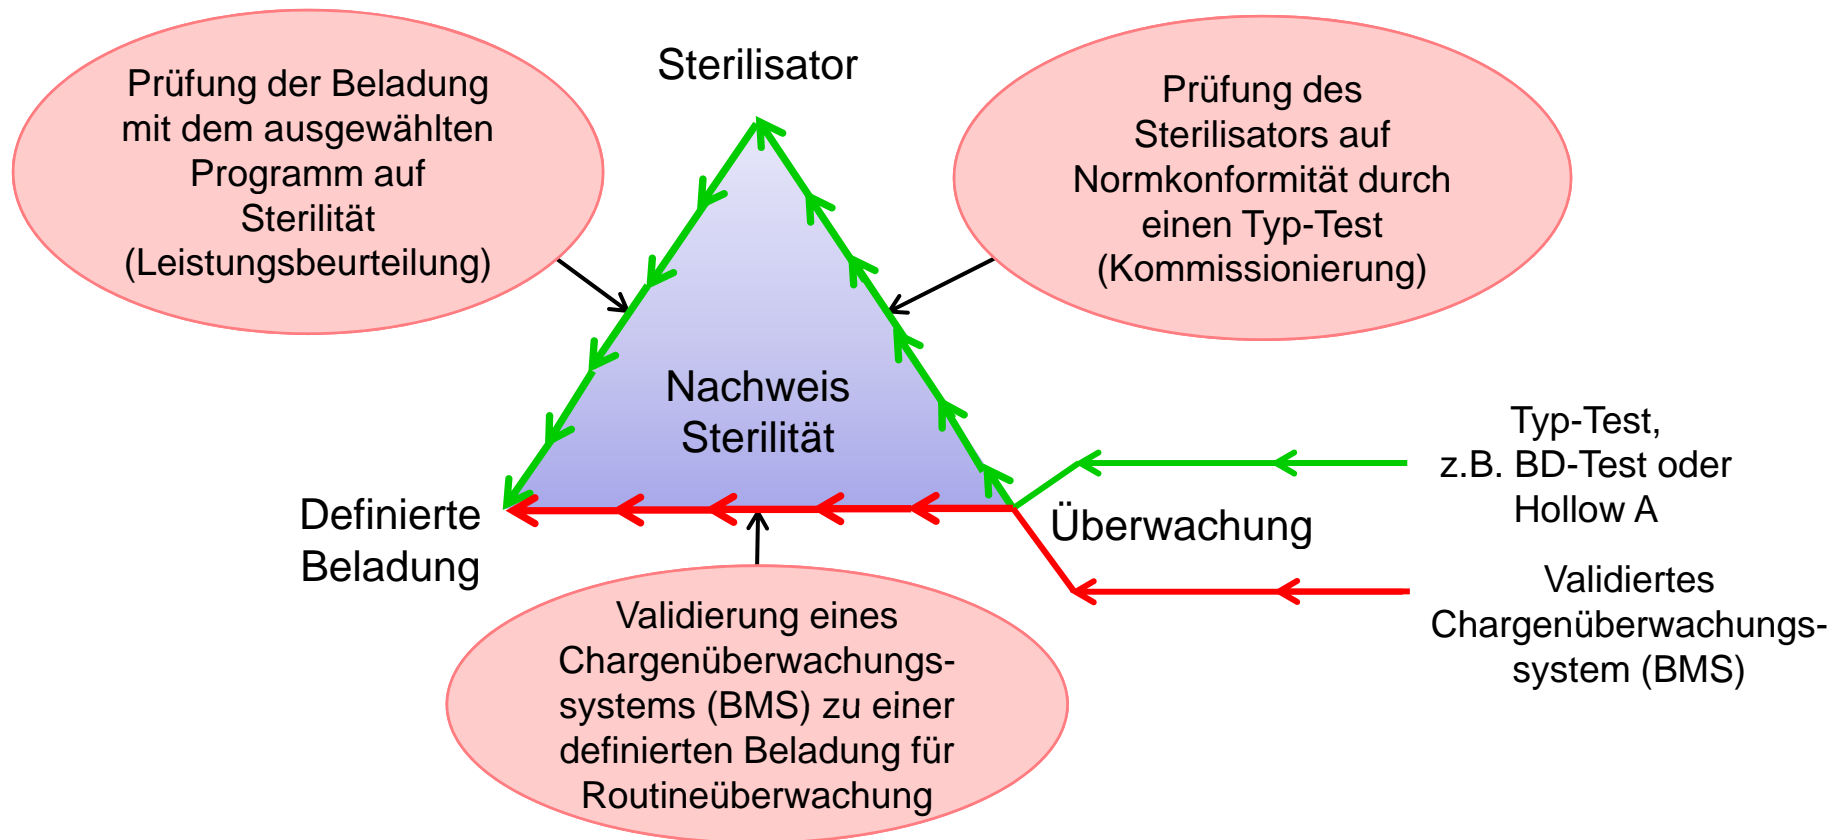 Prüfung der Beladung
mit dem ausgewählten
Programm auf
Sterilität
(Leistungsbeurteilung)
Sterilisator
Prüfung des
Sterilisators auf
Normkonformität durch
einen Typ-Test
(Kommissionierung)
Nachweis
Sterilität
Typ-Test,
z.B. BD-Test oder
Hollow A
Definierte
Beladung
Überwachung
Validiertes
Chargenüberwachungs-
system (BMS)
Validierung eines
Chargenüberwachungs-
systems (BMS) zu einer
definierten Beladung für
Routineüberwachung